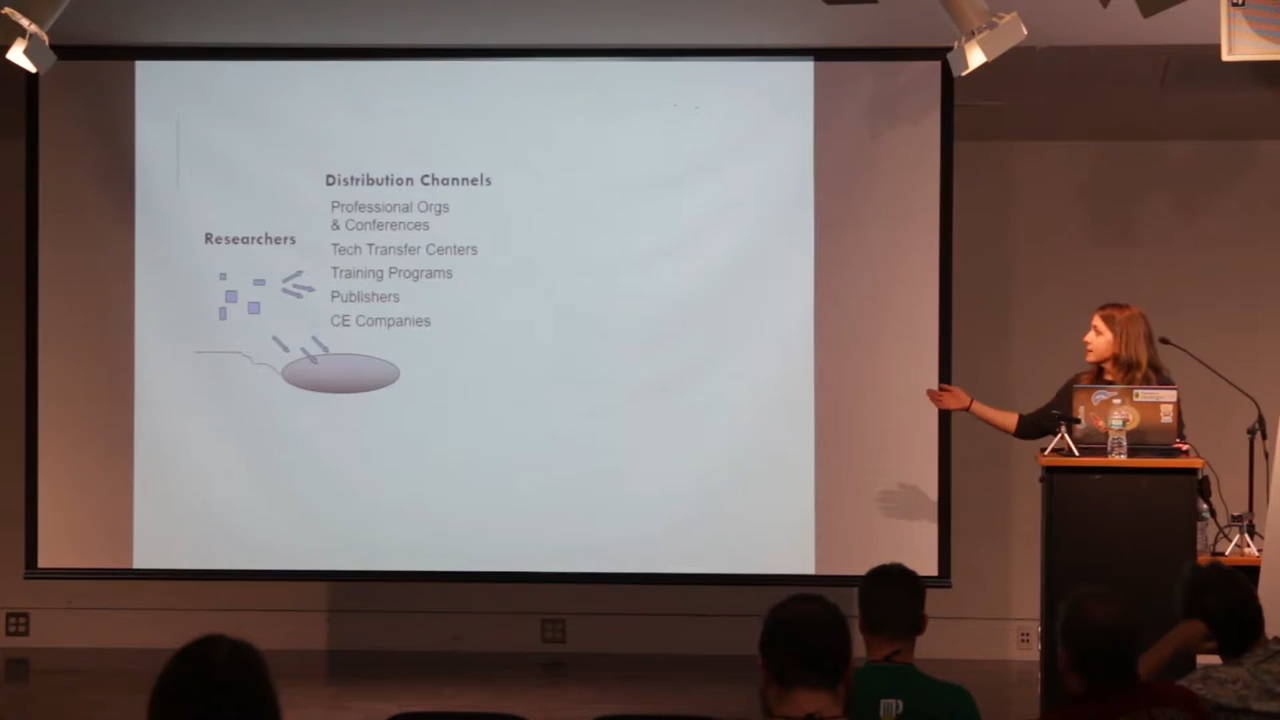 Distribution Channels
Professional Orgs
& Conferences
Researchers
Tech Transfer Centers
Training Programs
Publishers
CE Companies